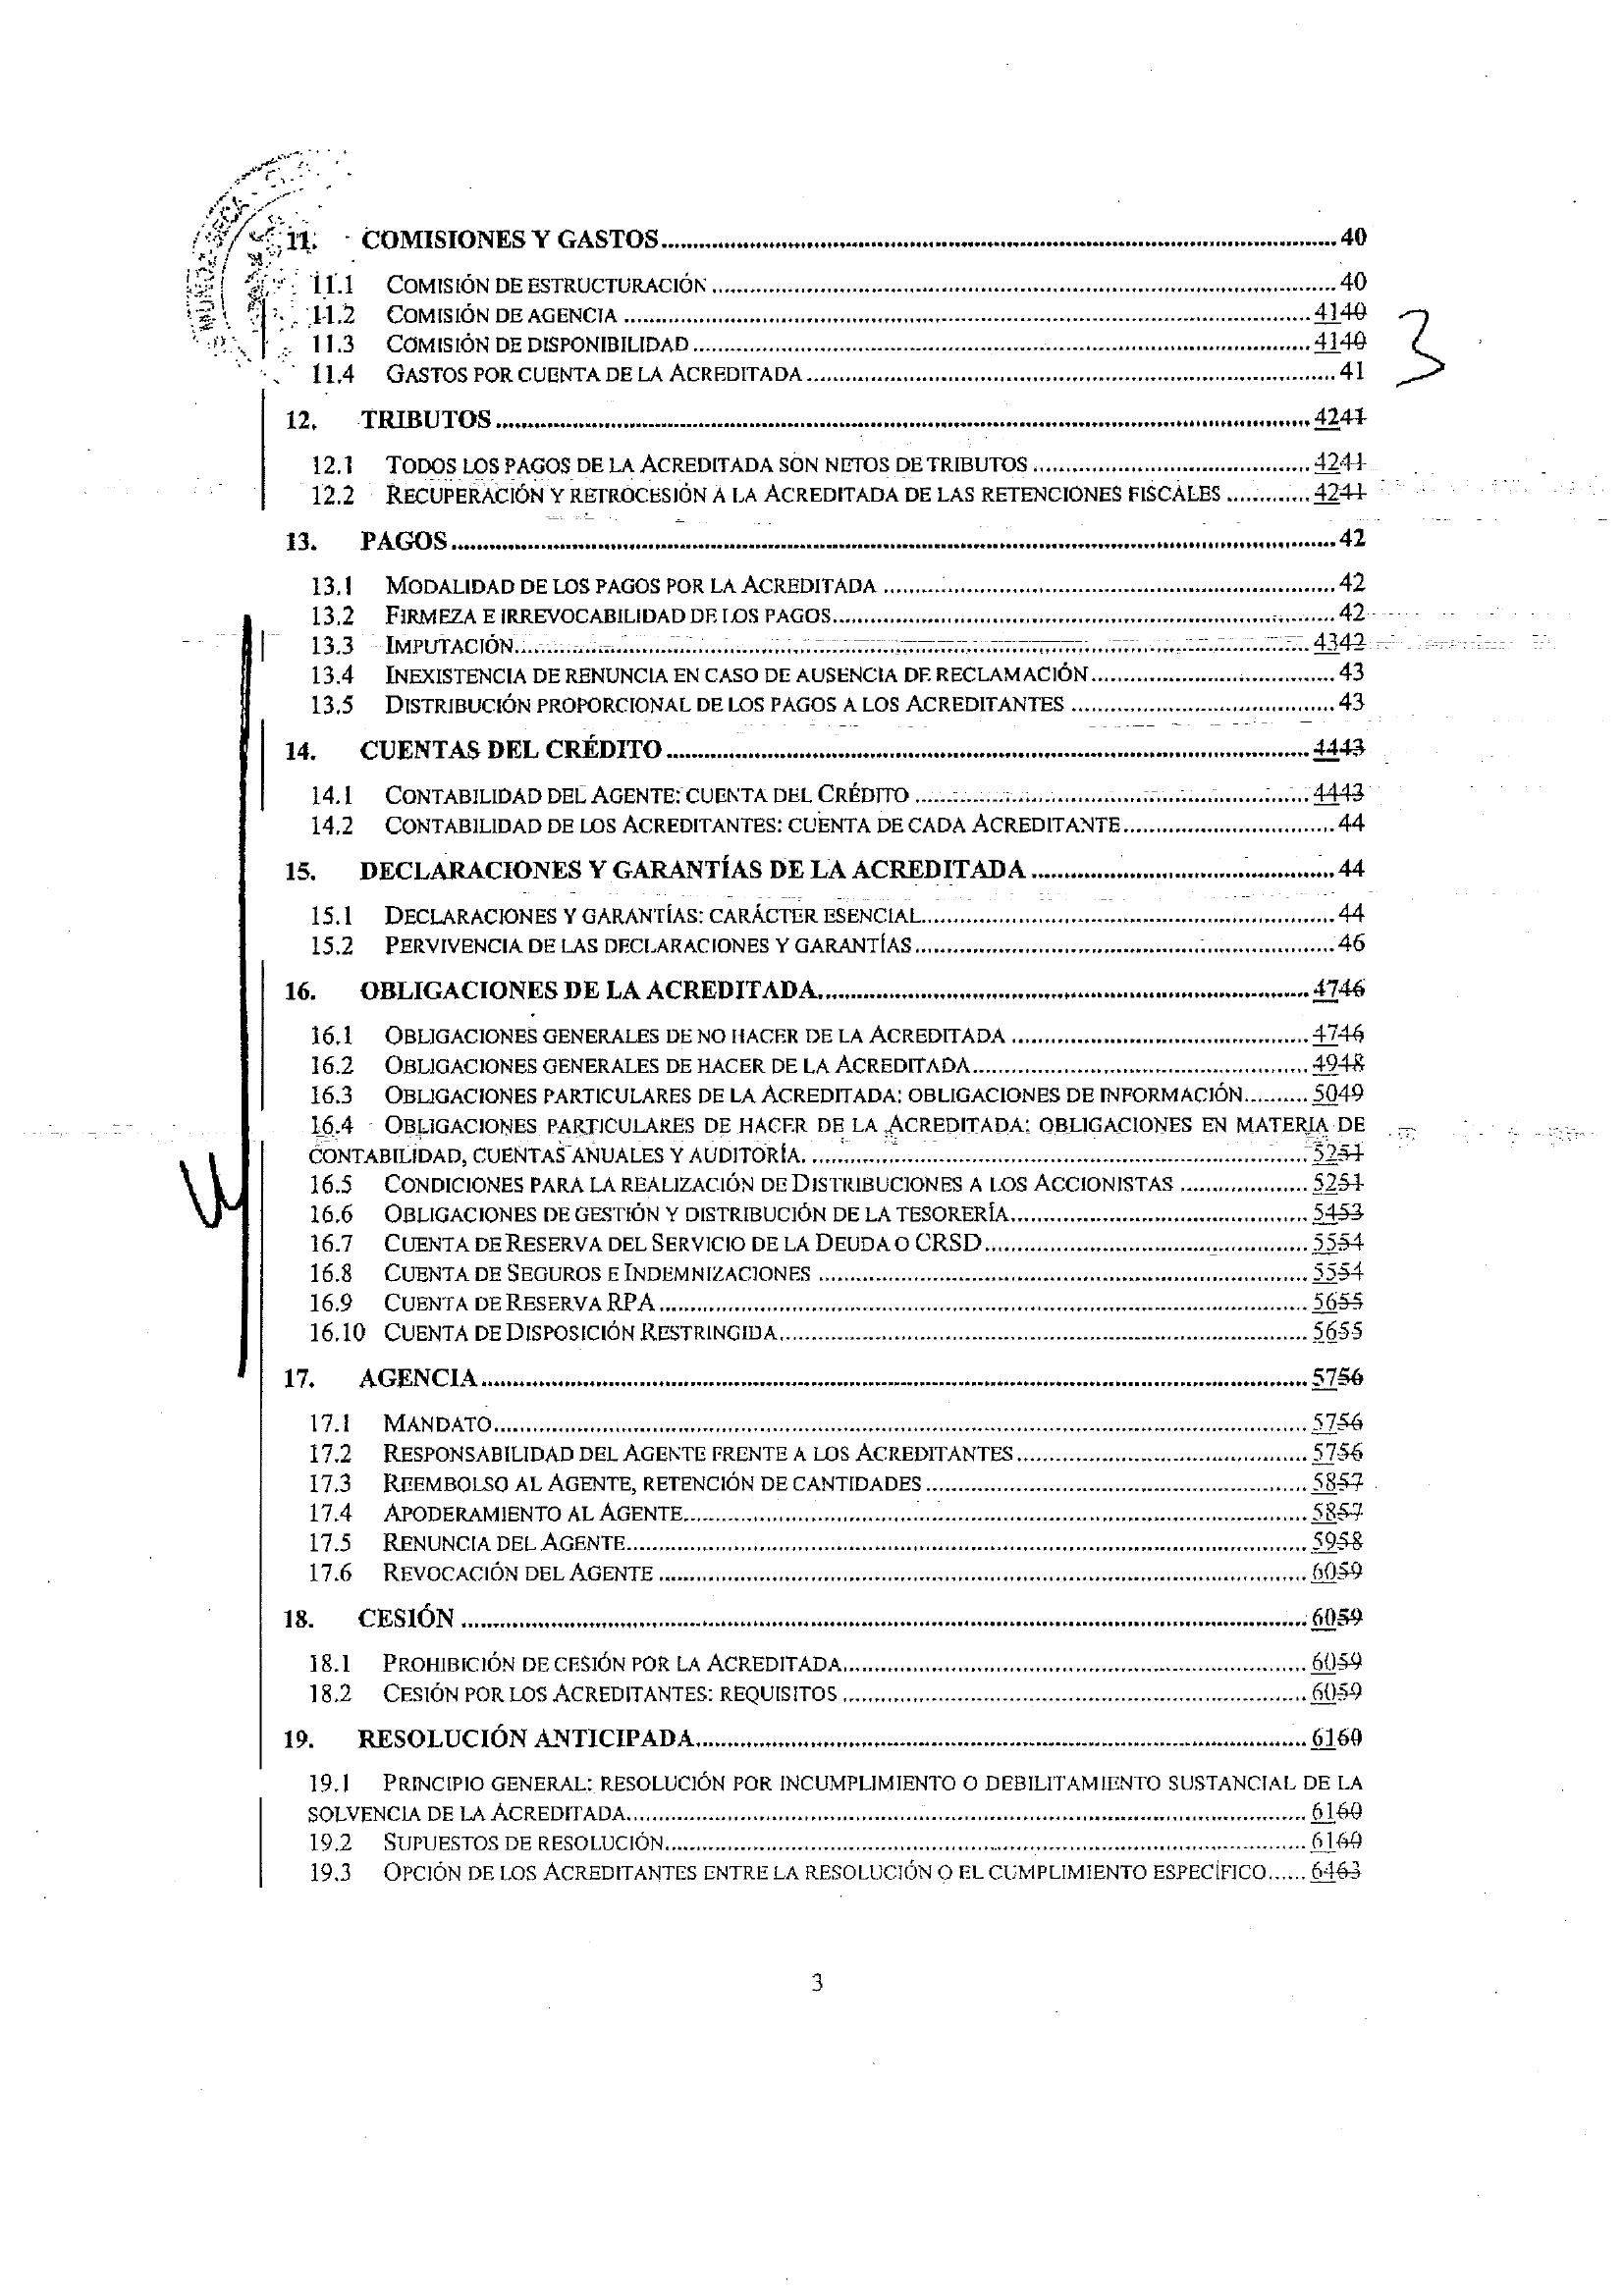 11. COMISIONES Y GASTOS 40
11.1 COMISIÓN DE ESTRUCTURACIÓN 40
11.2 COMISIÓN DE AGENCIA 4140
11.3 COMISIÓN DE DISPONIBILIDAD 4140
3
11.4 GASTOS POR CUENTA DE LA ACREDITADA 41
12. TRIBUTOS 4241
12.1 TODOS LOS PAGOS DE LA ACREDITADA SON NETOS DE TRIBUTOS 4241
12.2 RECUPERACIÓN Y RETROCESIÓN A LA ACREDITADA DE LAS RETENCIONES FISCALES 4241
13. PAGOS 42
13.1 MODALIDAD DE LOS PAGOS POR LA ACREDITADA 42
13.2 FIRMEZA E IRREVOCABILIDAD DE LOS PAGOS 42
13.3 IMPUTACIÓN 4342
13.4 INEXISTENCIA DE RENUNCIA EN CASO DE AUSENCIA DE RECLAMACIÓN 43
13.5 DISTRIBUCIÓN PROPORCIONAL DE LOS PAGOS A LOS ACREDITANTES 43
14. CUENTAS DEL CRÉDITO 4443
14.1 CONTABILIDAD DEL AGENTE: CUENTA DEL CRÉDITO 4443
14.2 CONTABILIDAD DE LOS ACREDITANTES: CUENTA DE CADA ACREDITANTE 44
15. DECLARACIONES Y GARANTÍAS DE LA ACREDITADA 44
15.1 DECLARACIONES Y GARANTÍAS: CARÁCTER ESENCIAL 44
15.2 PERVIVENCIA DE LAS DECLARACIONES Y GARANTÍAS 46
16. OBLIGACIONES DE LA ACREDITADA 4746
16.1 OBLIGACIONES GENERALES DE NO HACER DE LA ACREDITADA 4746
16.2 OBLIGACIONES GENERALES DE HACER DE LA ACREDITADA 4948
16.3 OBLIGACIONES PARTICULARES DE LA ACREDITADA: OBLIGACIONES DE INFORMACIÓN 5049
16.4 OBLIGACIONES PARTICULARES DE HACER DE LA ACREDITADA: OBLIGACIONES EN MATERIA DE
CONTABILIDAD, CUENTAS ANUALES Y AUDITORÍA. 5251
16.5 CONDICIONES PARA LA REALIZACIÓN DE DISTRIBUCIONES A LOS ACCIONISTAS 5251
16.6 OBLIGACIONES DE GESTIÓN Y DISTRIBUCIÓN DE LA TESORERÍA 5453
16.7 CUENTA DE RESERVA DEL SERVICIO DE LA DEUDA O CRSD 5554
16.8 CUENTA DE SEGUROS E INDEMNIZACIONES 5554
16.9 CUENTA DE RESERVA RPA 5655
16.10 CUENTA DE DISPOSICIÓN RESTRINGIDA 5655
17. AGENCIA 5756
17.1 MANDATO 5756
17.2 RESPONSABILIDAD DEL AGENTE FRENTE A LOS ACREDITANTES 5756
17.3 REEMBOLSO AL AGENTE, RETENCIÓN DE CANTIDADES 5857
17.4 APODERAMIENTO AL AGENTE 5857
17.5 RENUNCIA DEL AGENTE 5958
17.6 REVOCACIÓN DEL AGENTE 6059
18. CESIÓN 6059
18.1 PROHIBICIÓN DE CESIÓN POR LA ACREDITADA 6059
18.2 CESIÓN POR LOS ACREDITANTES: REQUISITOS 6059
19. RESOLUCIÓN ANTICIPADA 6160
19.1 PRINCIPIO GENERAL: RESOLUCIÓN POR INCUMPLIMIENTO O DEBILITAMIENTO SUSTANCIAL DE LA
SOLVENCIA DE LA ACREDITADA 6160
19.2 SUPUESTOS DE RESOLUCIÓN 6160
19.3 OPCIÓN DE LOS ACREDITANTES ENTRE LA RESOLUCIÓN O EL CUMPLIMIENTO ESPECÍFICO 6463
3